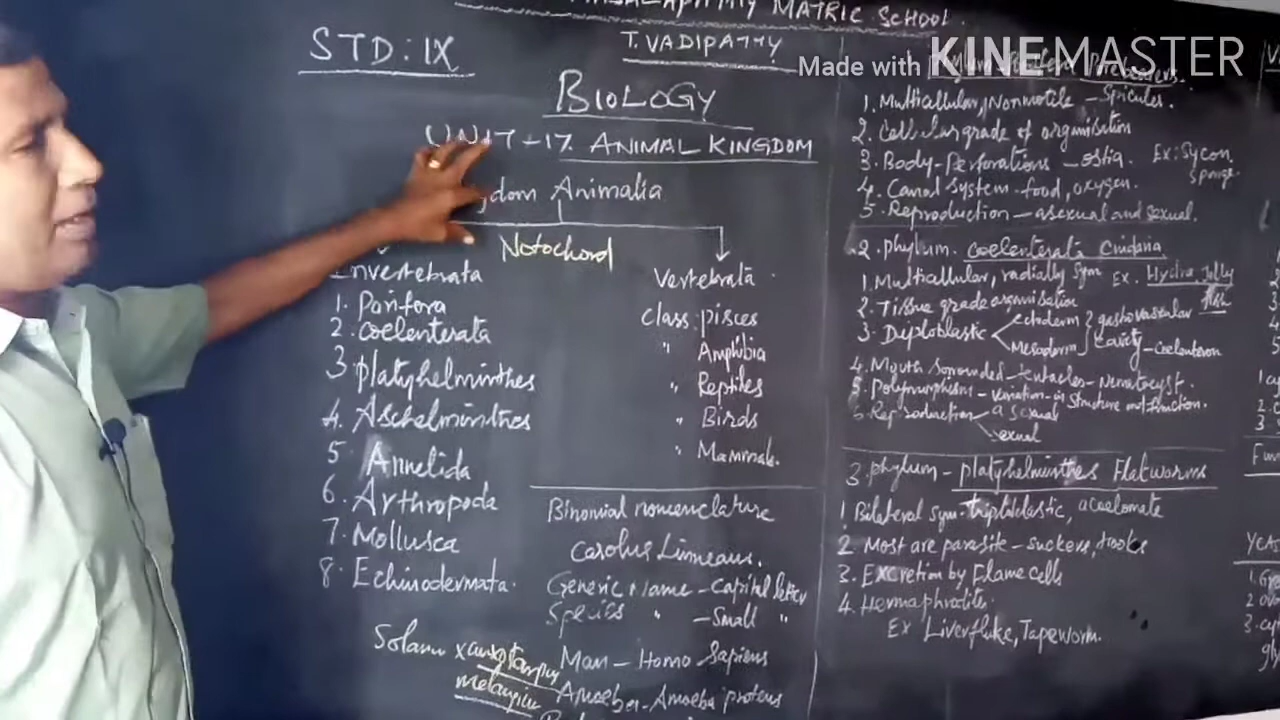 MATRIC SCHOOL.
T. VADIPATTY
STD: IX
BIOLOGY
UNIT-17. ANIMAL KINGDOM
Animalia
Notochord
Invertebrata
1. Porifora
2. Coelenterata
3. Platyhelminthes
4. Aschelminthes
5. Annelida
6. Arthropoda
7. Mollusca
8. Echinodermata.
Vertebrata
class: pisces
" Amphibia
" Reptiles
" Birds
" Mammals.
Binomial nomenclature
Carolus Linneaus.
Generic Name - Capital letter
Species " - Small "
Man - Homo Sapiens
Amoeba - Amoeba proteus
Solanu
Made with KINEMASTER
1. Multicallular, Nonmotile - Spicules.
2. Cellular grade of organisation
3. Body - Perforations - ostia. Ex: Sycon,
Sponge.
4. Canal system - food, oxygen.
5. Reproduction - asexual and sexual.
2. phylum. Coelenterata Cnidaria
1. Multicallular, radially sym Ex. Hydra, Jelly
fish
2. Tissue grade organisation
3. Diploblastic < ectoderm } gastrovascular
Mesoderm } cavity - Coelenteron
4. Mouth sorrounded - tentacles - Nematocyst.
5. Polymorphism - variation in Structure and function.
6. Reproduction asexual
sexual
3. phylum - Platyhelminthes Flatworms
1 Bilateral sym - triploblastic, acoelomate
2. Most are parasite - suckers, hooks
3. Excretion by Flame cells
4. Hermaphrodites.
Ex Liverfluke, Tapeworm.